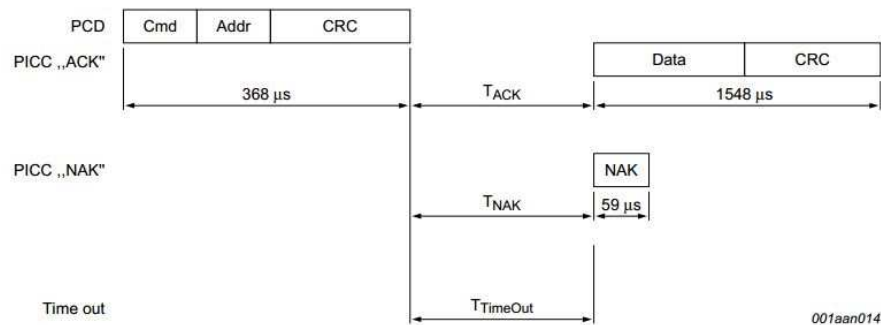 PCD Cmd Addr CRC
PICC ,,ACK" Data CRC
368 μs TACK 1548 μs
PICC ,,NAK" NAK
TNAK 59 μs
Time out TTimeOut 001aan014